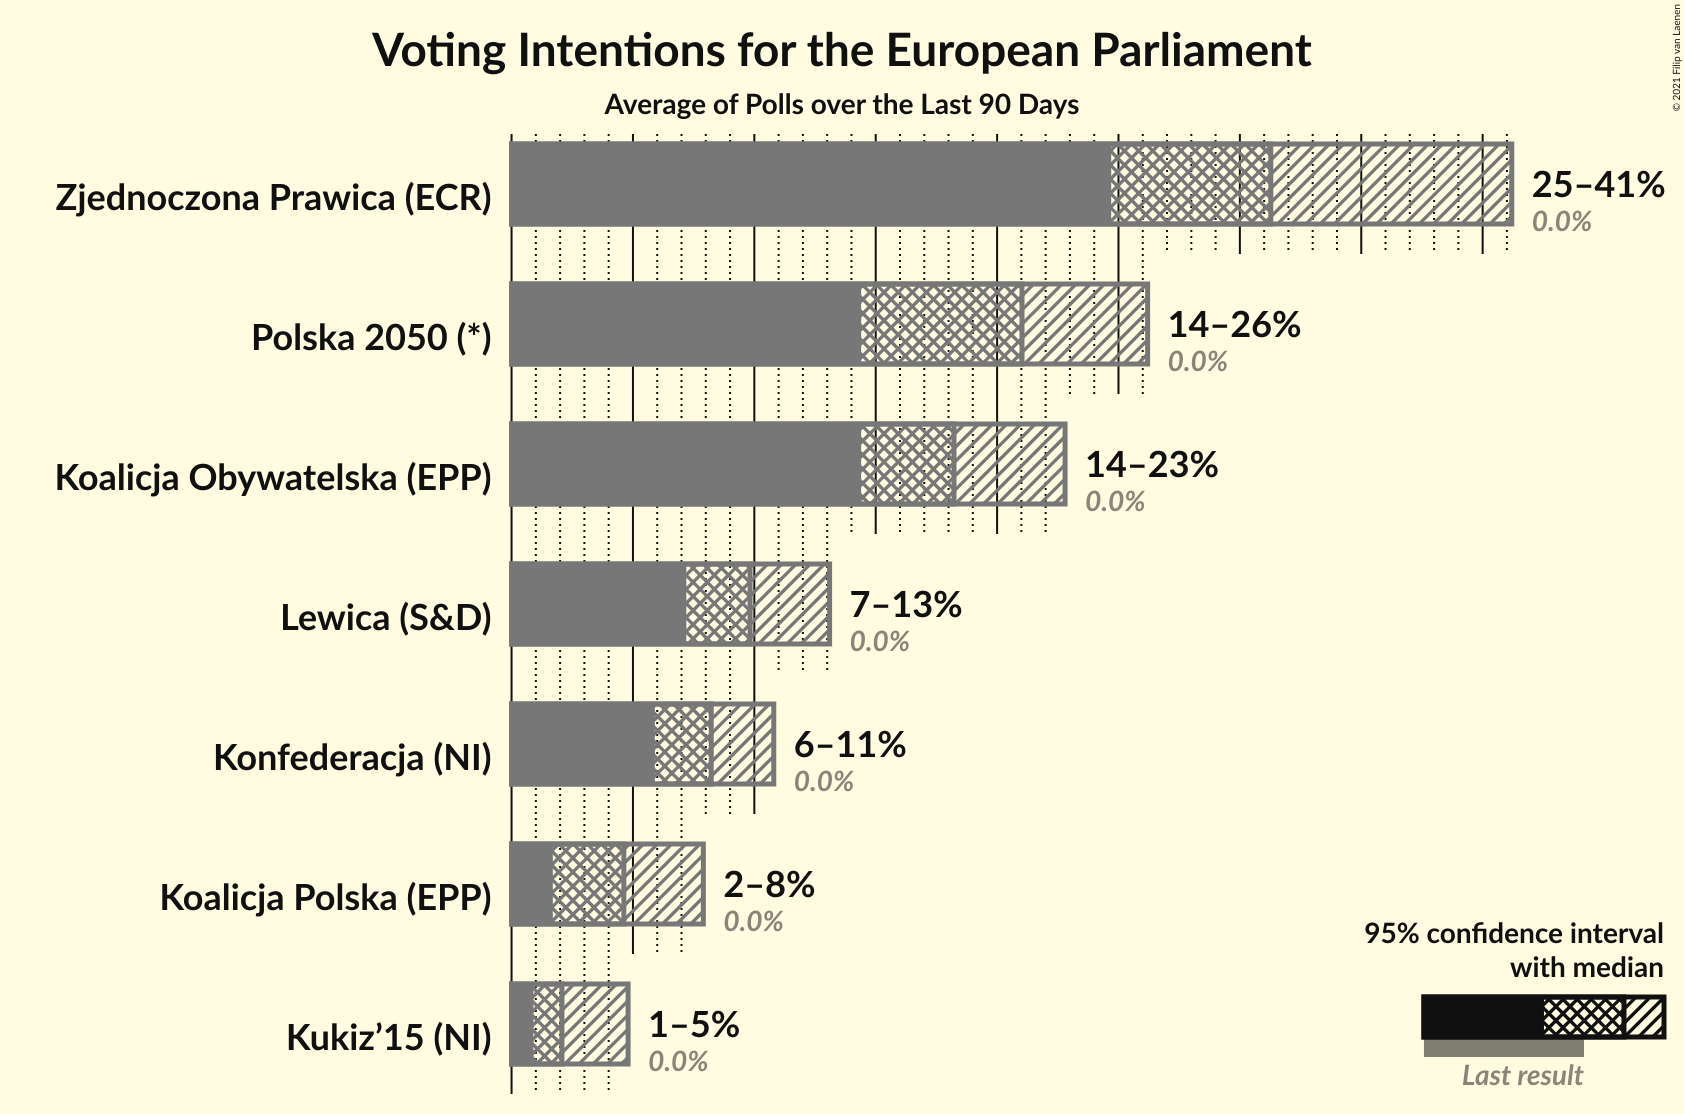 Voting Intentions for the European Parliament
Average of Polls over the Last 90 Days
© 2021 Filip van Laenen
Zjednoczona Prawica (ECR)
25–41%
0.0%
Polska 2050 (*)
14–26%
0.0%
Koalicja Obywatelska (EPP)
14–23%
0.0%
Lewica (S&D)
7–13%
0.0%
Konfederacja (NI)
6–11%
0.0%
Koalicja Polska (EPP)
2–8%
0.0%
Kukiz’15 (NI)
1–5%
0.0%
95% confidence interval
with median
Last result